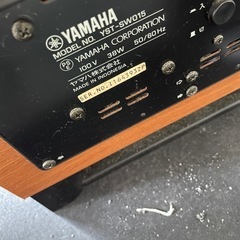 YAMAHA
MODEL NO. YST-SW015
YAMAHA CORPORATION
100V 38W 50/60Hz
ヤマハ株式会社
MADE IN INDONESIA